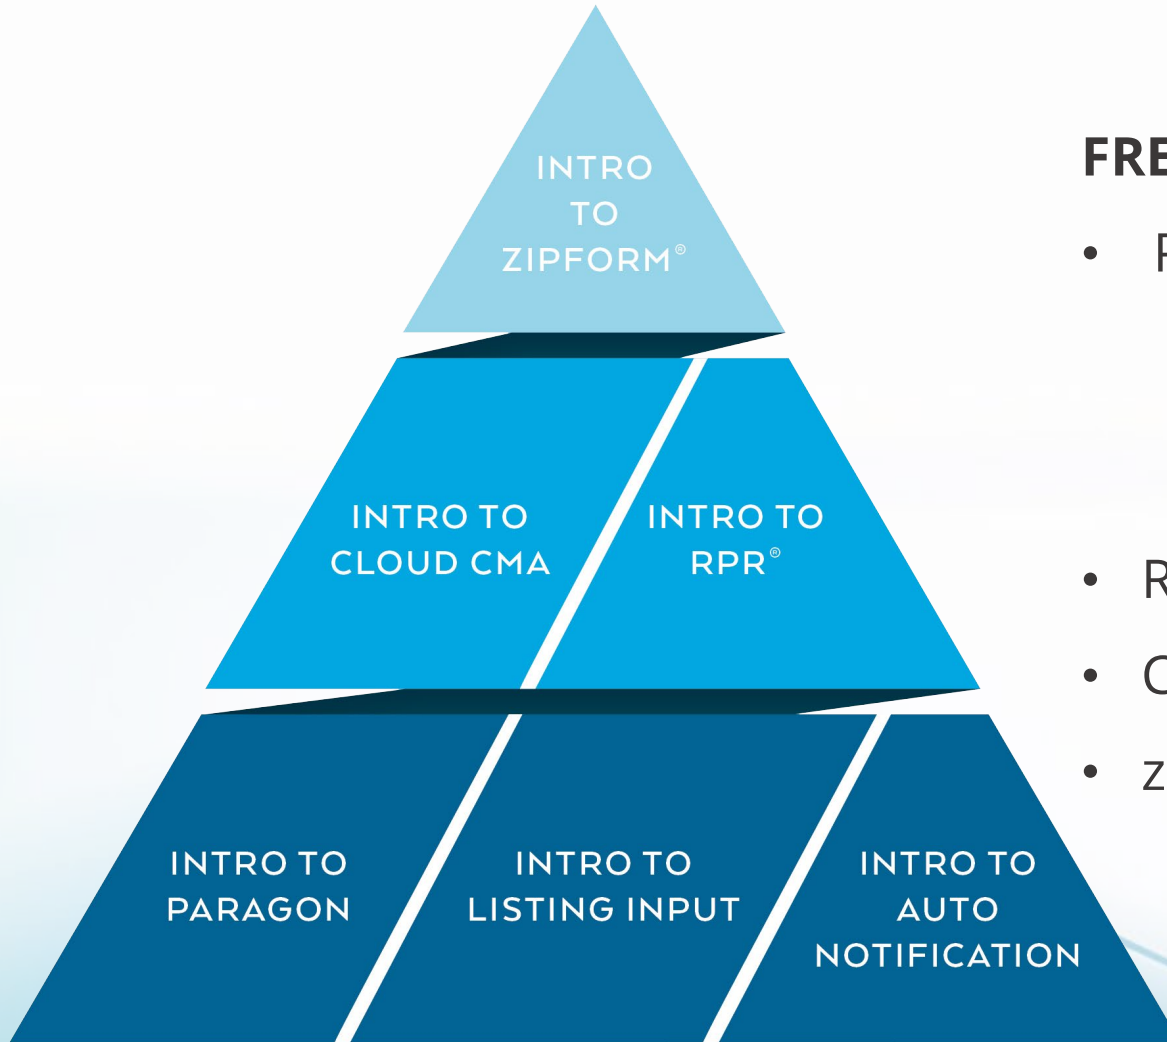 INTRO
TO
ZIPFORM®
INTRO TO
CLOUD CMA
INTRO TO
RPR®
INTRO TO
PARAGON
INTRO TO
LISTING INPUT
INTRO TO
AUTO
NOTIFICATION